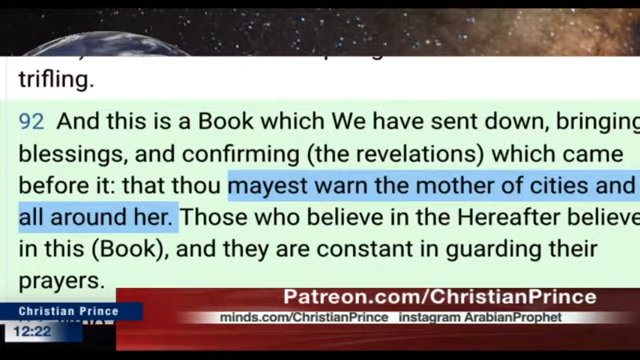 trifling.
92 And this is a Book which We have sent down, bringing
blessings, and confirming (the revelations) which came
before it: that thou mayest warn the mother of cities and
all around her. Those who believe in the Hereafter believe
in this (Book), and they are constant in guarding their
prayers.
Patreon.com/ChristianPrince
Christian Prince
minds.com/ChristianPrince instagram ArabianProphet
12:22